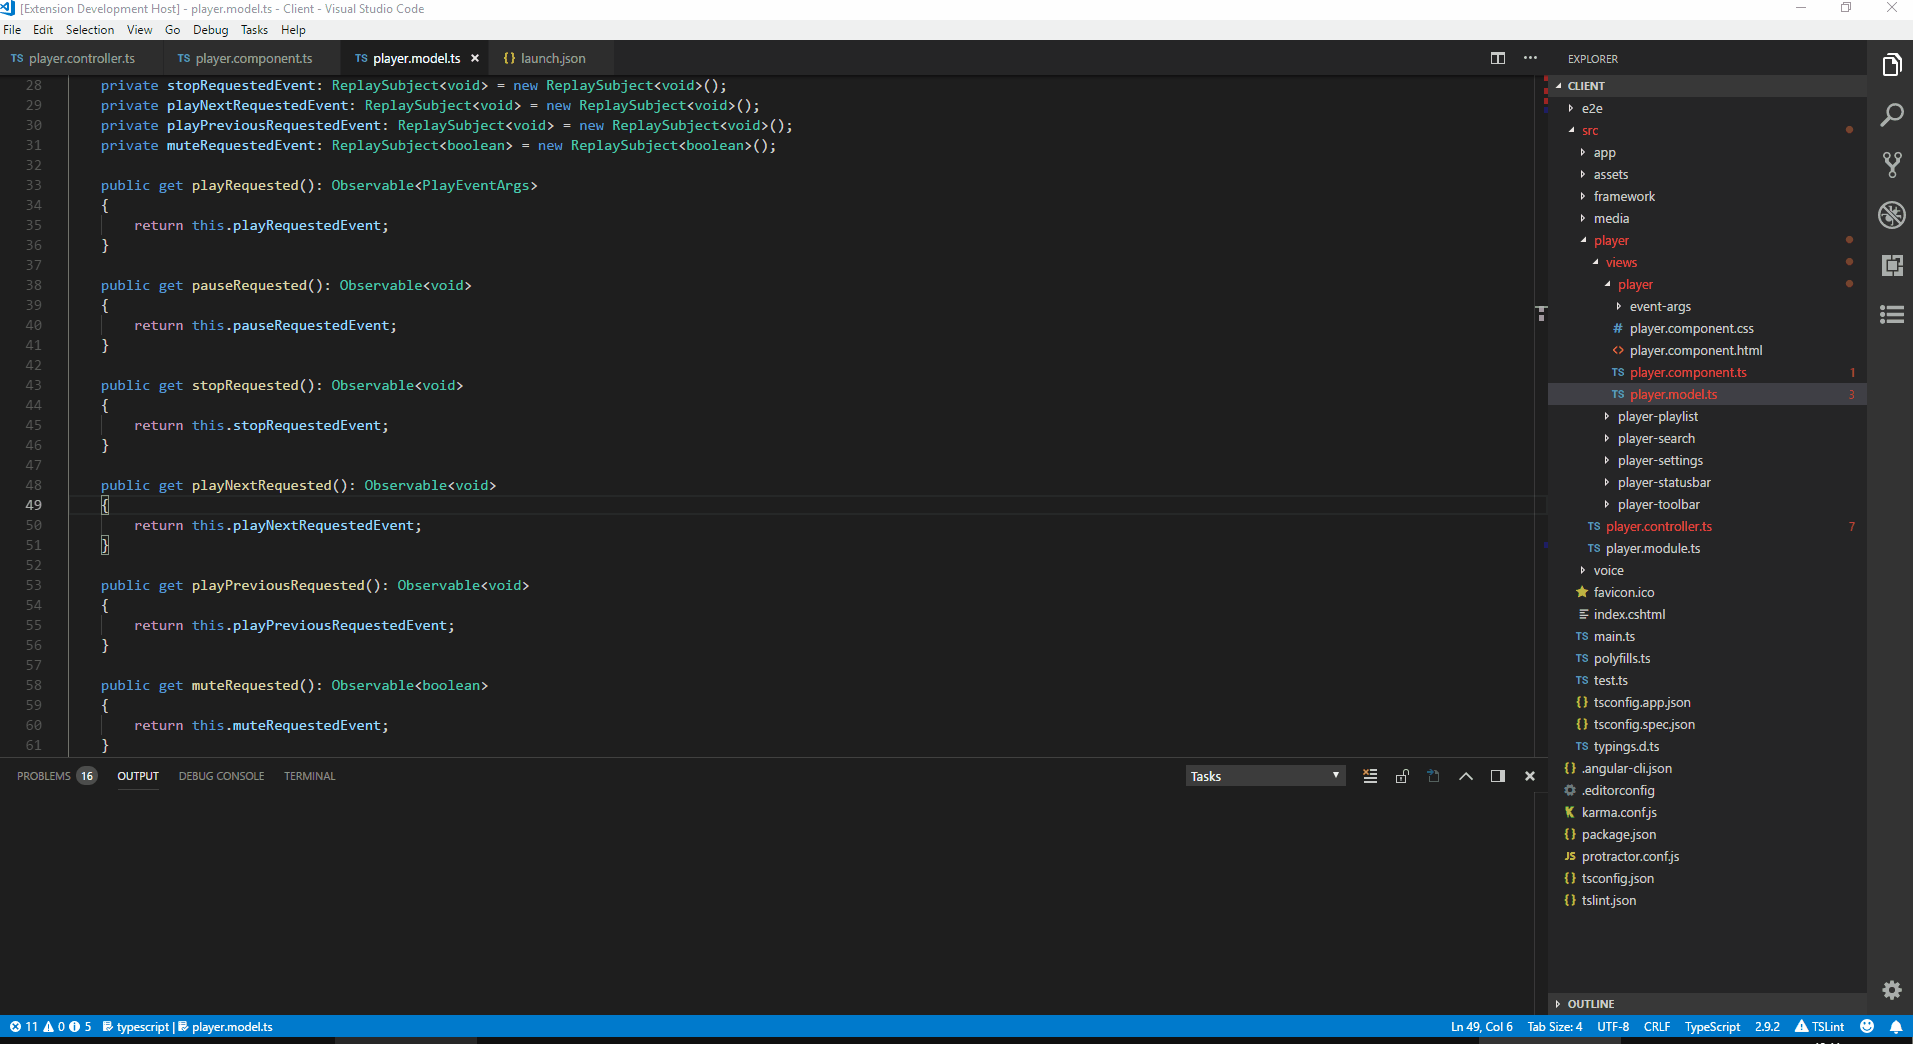 [Extension Development Host] - player.model.ts - Client - Visual Studio Code
File Edit Selection View Go Debug Tasks Help
TS player.controller.ts TS player.component.ts TS player.model.ts × {} launch.json
28 private stopRequestedEvent: ReplaySubject<void> = new ReplaySubject<void>();
29 private playNextRequestedEvent: ReplaySubject<void> = new ReplaySubject<void>();
30 private playPreviousRequestedEvent: ReplaySubject<void> = new ReplaySubject<void>();
31 private muteRequestedEvent: ReplaySubject<boolean> = new ReplaySubject<boolean>();
32
33 public get playRequested(): Observable<PlayEventArgs>
34 {
35 return this.playRequestedEvent;
36 }
37
38 public get pauseRequested(): Observable<void>
39 {
40 return this.pauseRequestedEvent;
41 }
42
43 public get stopRequested(): Observable<void>
44 {
45 return this.stopRequestedEvent;
46 }
47
48 public get playNextRequested(): Observable<void>
49 {
50 return this.playNextRequestedEvent;
51 }
52
53 public get playPreviousRequested(): Observable<void>
54 {
55 return this.playPreviousRequestedEvent;
56 }
57
58 public get muteRequested(): Observable<boolean>
59 {
60 return this.muteRequestedEvent;
61 }
PROBLEMS 16 OUTPUT DEBUG CONSOLE TERMINAL Tasks
EXPLORER
CLIENT
e2e
src
app
assets
framework
media
player
views
player
event-args
# player.component.css
<> player.component.html
TS player.component.ts 1
TS player.model.ts 3
player-playlist
player-search
player-settings
player-statusbar
player-toolbar
TS player.controller.ts 7
TS player.module.ts
voice
favicon.ico
index.cshtml
TS main.ts
TS polyfills.ts
TS test.ts
{} tsconfig.app.json
{} tsconfig.spec.json
TS typings.d.ts
{} .angular-cli.json
.editorconfig
K karma.conf.js
{} package.json
JS protractor.conf.js
{} tsconfig.json
{} tslint.json
OUTLINE
11 0 5 typescript | player.model.ts Ln 49, Col 6 Tab Size: 4 UTF-8 CRLF TypeScript 2.9.2 TSLint